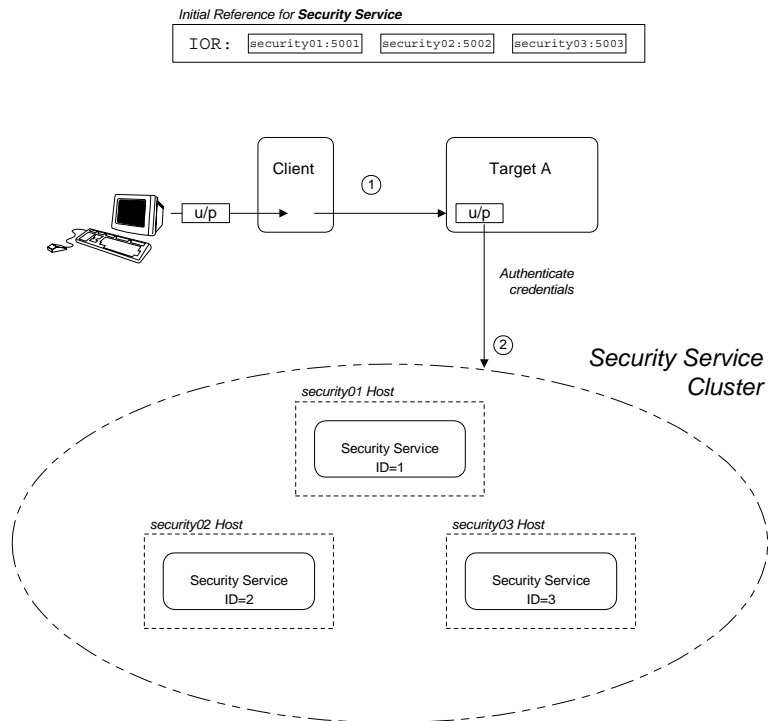 Initial Reference for Security Service
IOR: security01:5001 security02:5002 security03:5003
Client
Target A
1
u/p
u/p
Authenticate
credentials
2
Security Service
Cluster
security01 Host
Security Service
ID=1
security02 Host
security03 Host
Security Service
ID=2
Security Service
ID=3